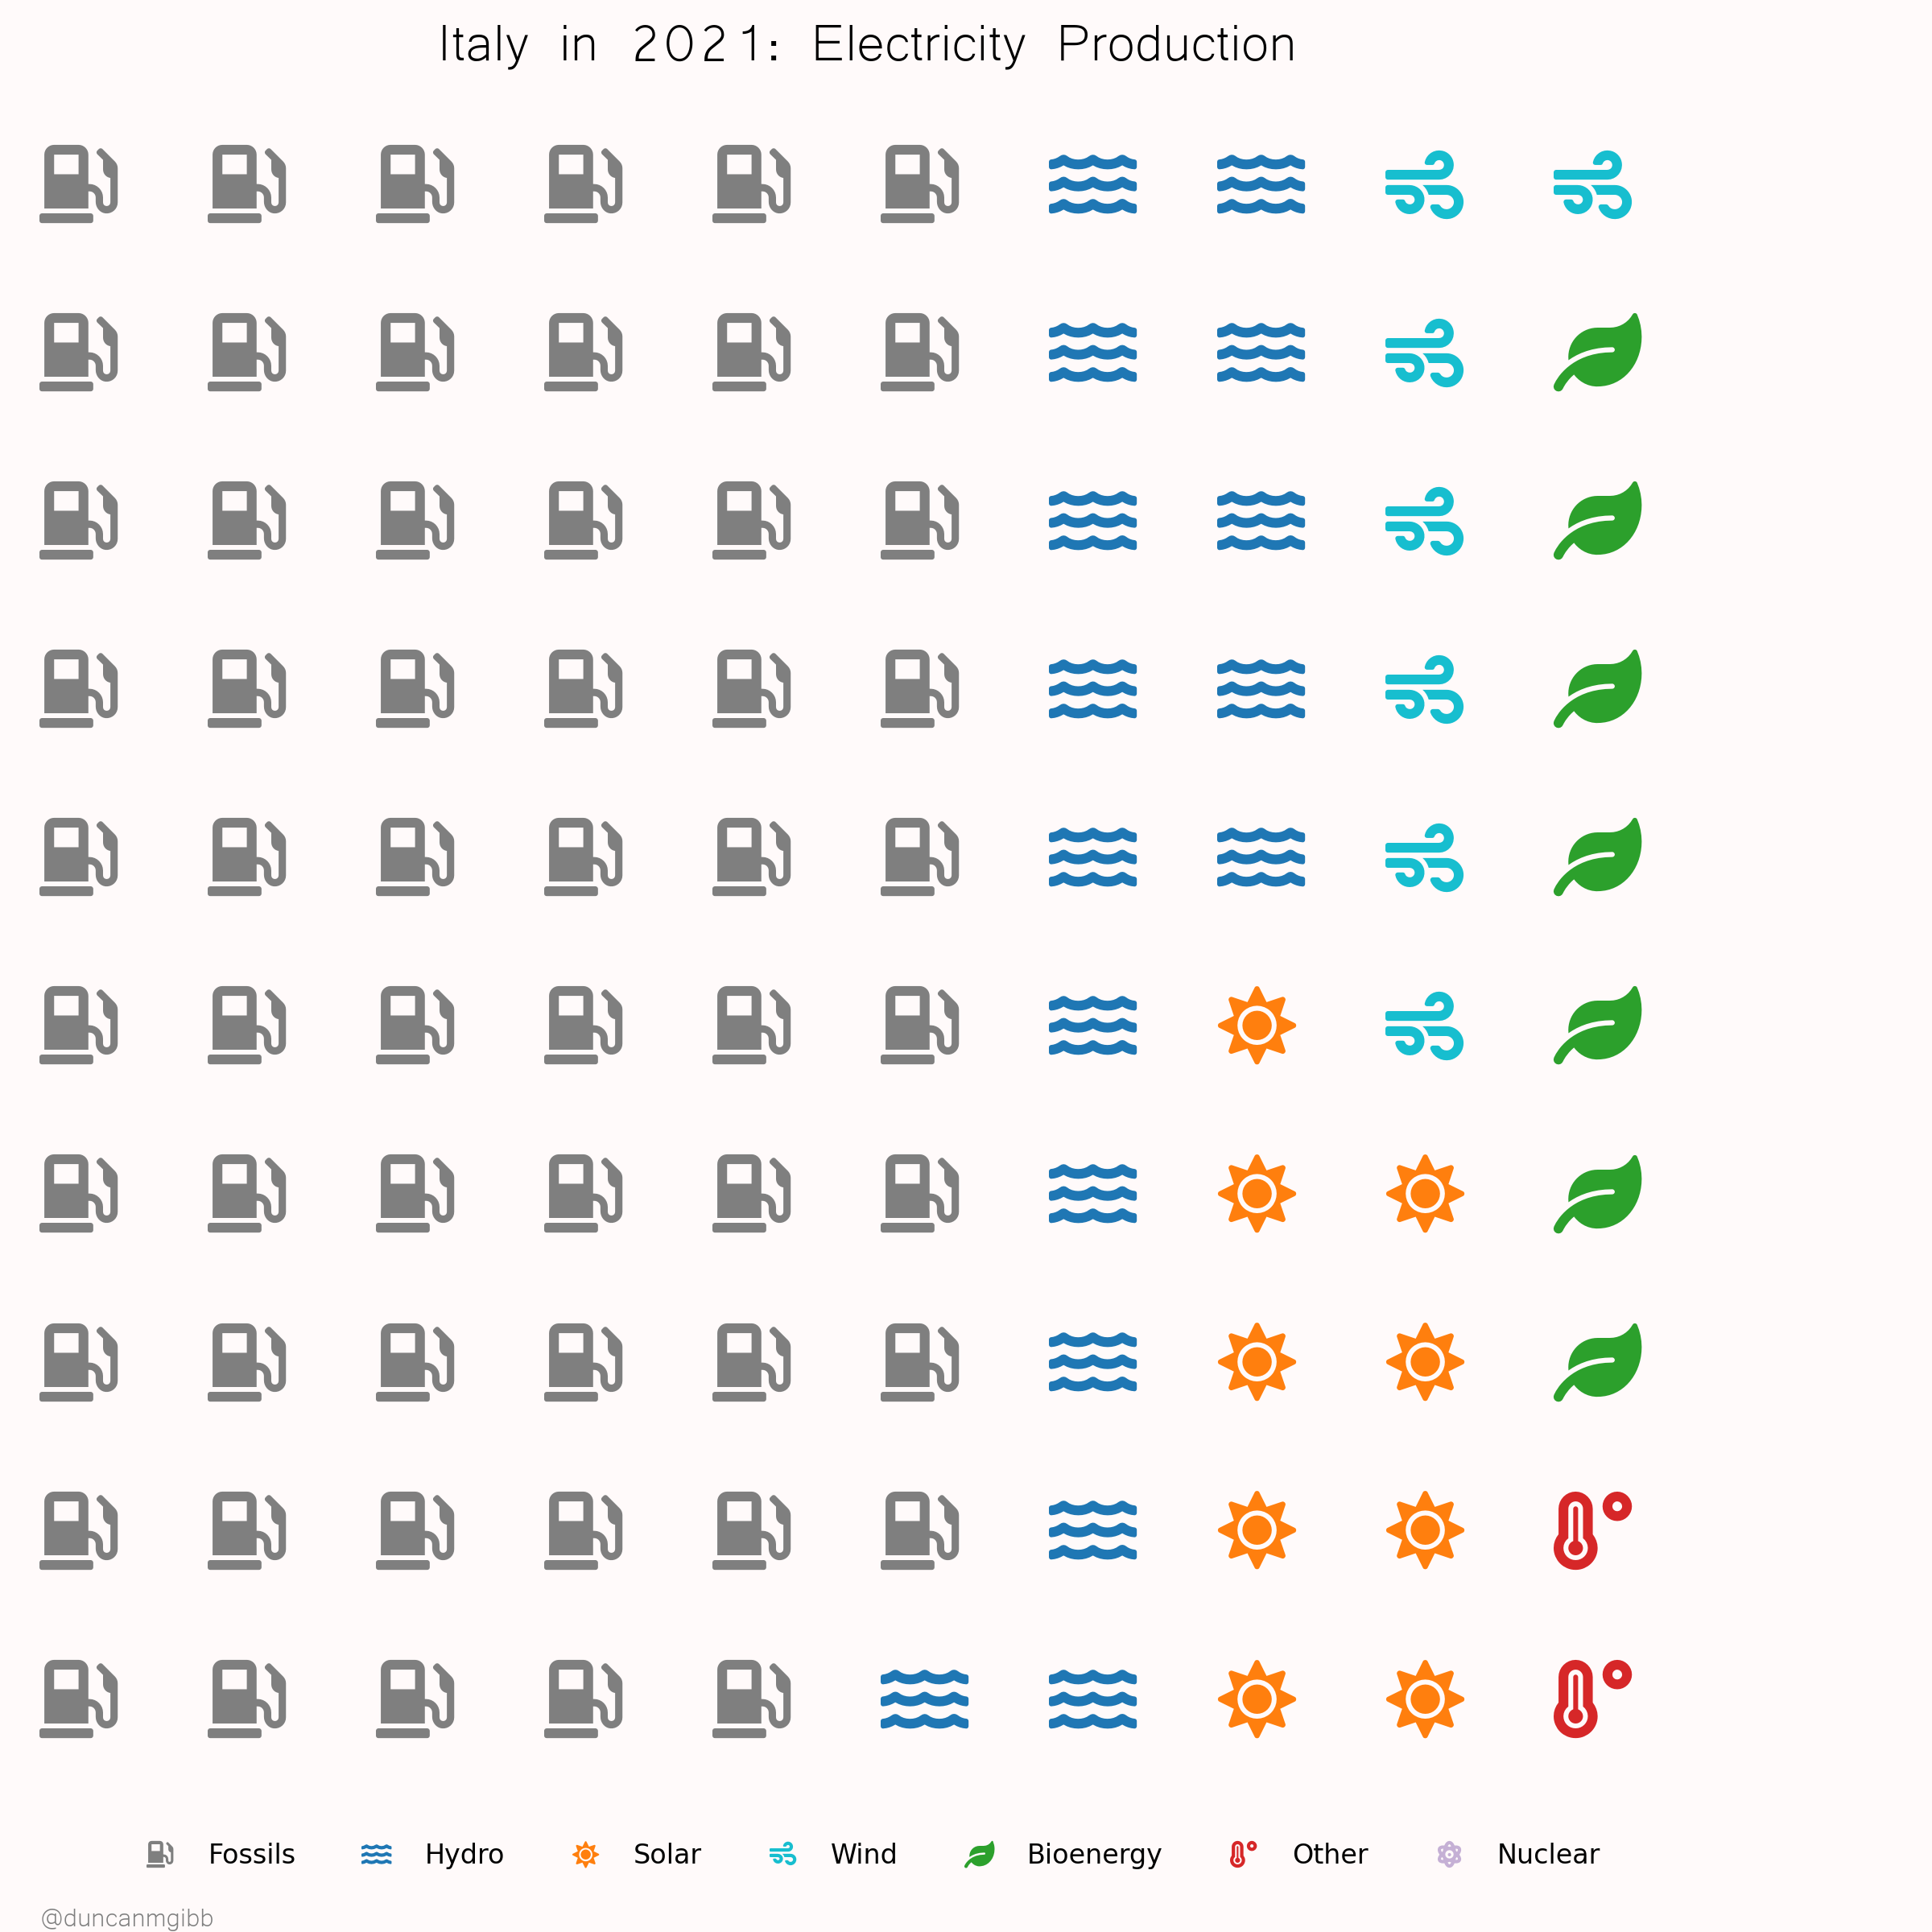 Italy in 2021: Electricity Production
Fossils Hydro Solar Wind Bioenergy Other Nuclear
@duncanmgibb